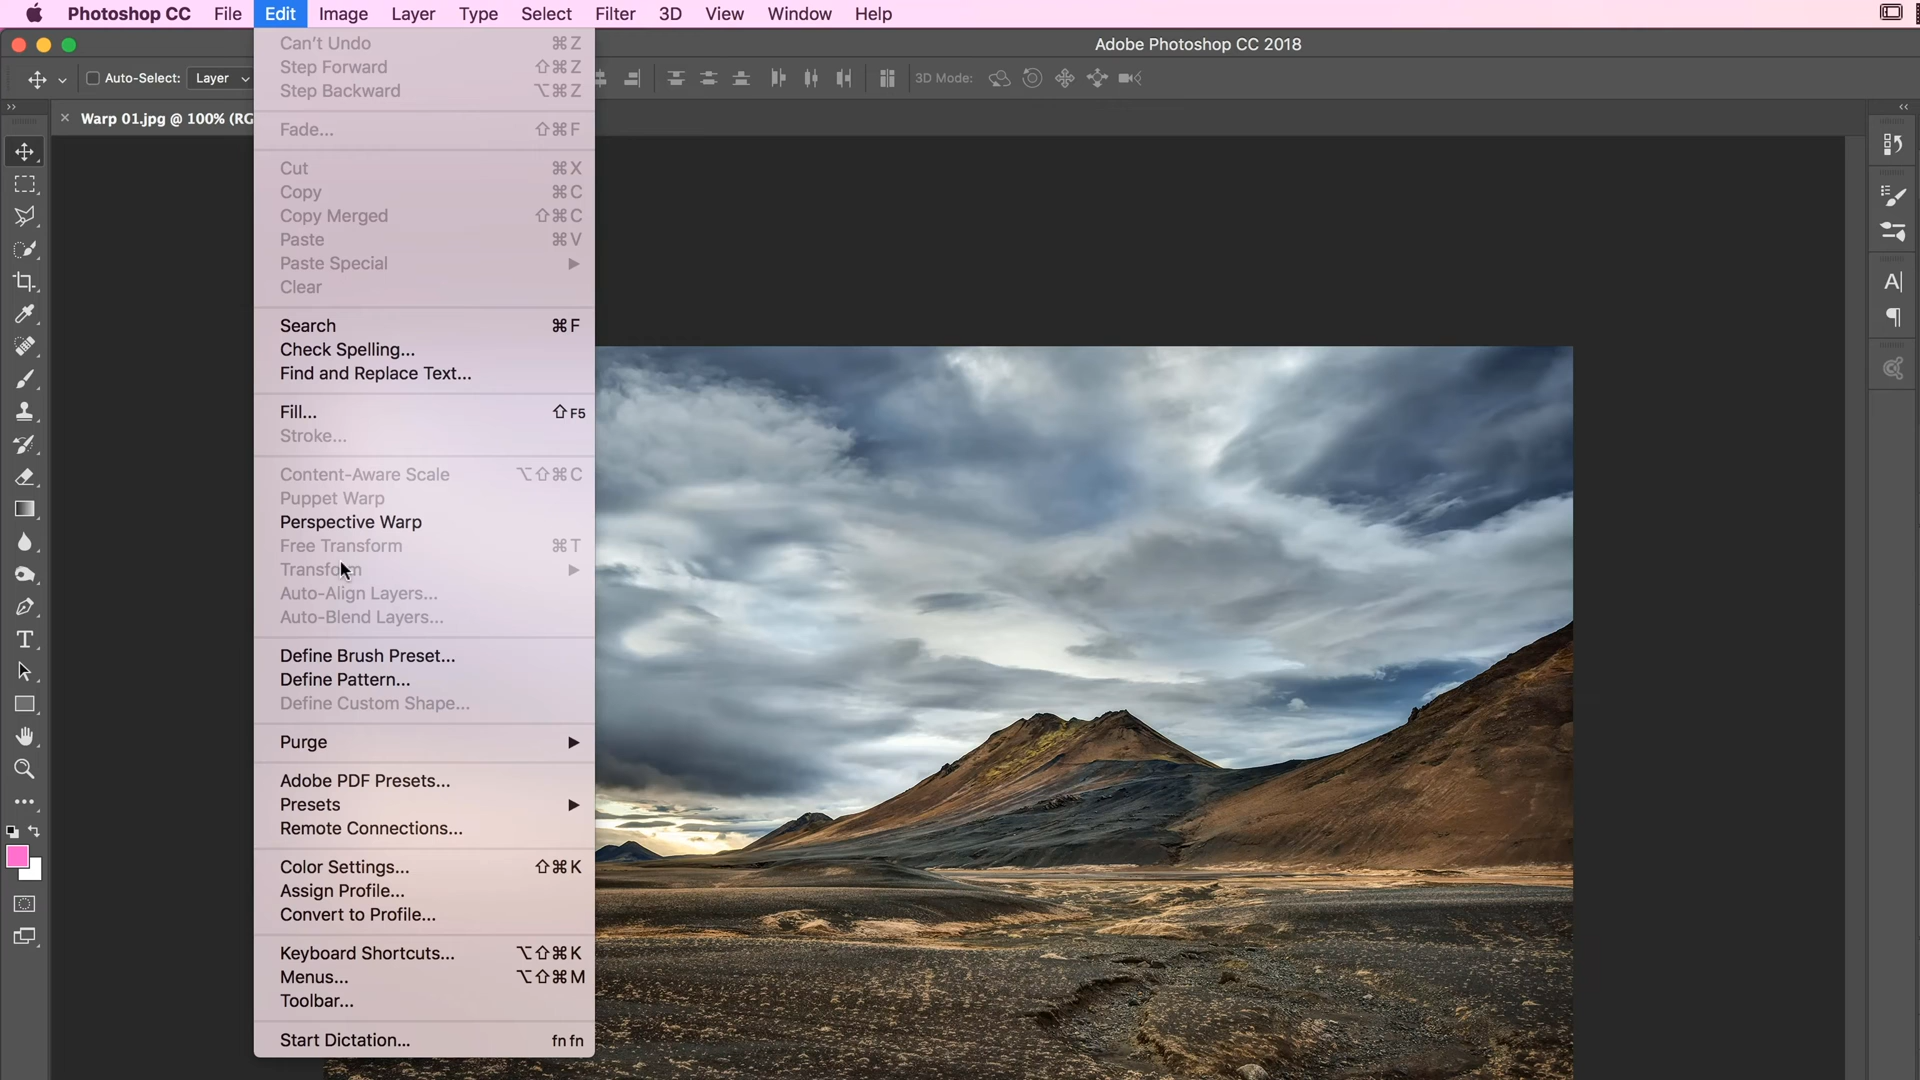 Photoshop CC File Edit Image Layer Type Select Filter 3D View Window Help
Adobe Photoshop CC 2018
Auto-Select: Layer 3D Mode:
× Warp 01.jpg @ 100% (RG
Can't Undo ⌘Z
Step Forward ⇧⌘Z
Step Backward ⌥⌘Z
Fade... ⇧⌘F
Cut ⌘X
Copy ⌘C
Copy Merged ⇧⌘C
Paste ⌘V
Paste Special ▶
Clear
Search ⌘F
Check Spelling...
Find and Replace Text...
Fill... ⇧F5
Stroke...
Content-Aware Scale ⌥⇧⌘C
Puppet Warp
Perspective Warp
Free Transform ⌘T
Transform ▶
Auto-Align Layers...
Auto-Blend Layers...
Define Brush Preset...
Define Pattern...
Define Custom Shape...
Purge ▶
Adobe PDF Presets...
Presets ▶
Remote Connections...
Color Settings... ⇧⌘K
Assign Profile...
Convert to Profile...
Keyboard Shortcuts... ⌥⇧⌘K
Menus... ⌥⇧⌘M
Toolbar...
Start Dictation... fn fn